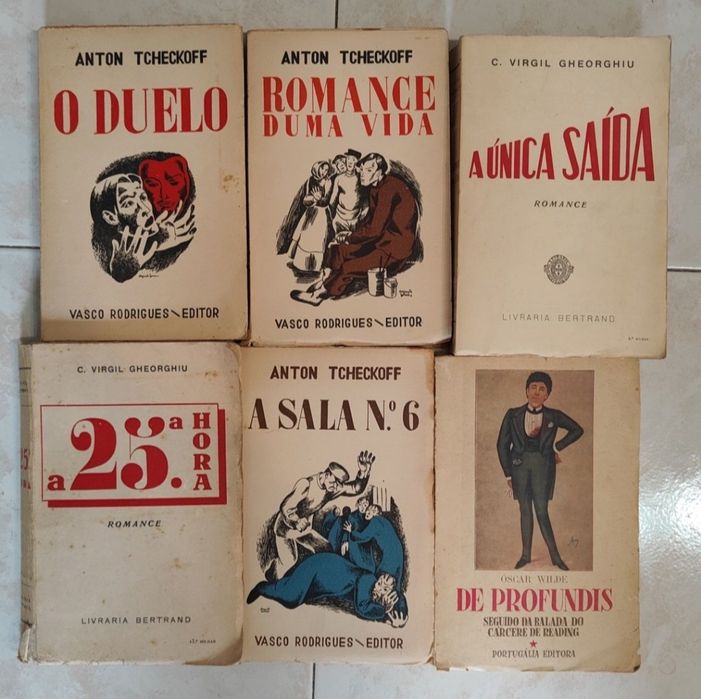 ANTON TCHECKOFF
O DUELO
VASCO RODRIGUES-EDITOR
ANTON TCHECKOFF
ROMANCE
DUMA VIDA
VASCO RODRIGUES-EDITOR
C. VIRGIL GHEORGHIU
A ÚNICA SAÍDA
ROMANCE
LIVRARIA BERTRAND
C. VIRGIL GHEORGHIU
a 25.ª HORA
ROMANCE
LIVRARIA BERTRAND
ANTON TCHECKOFF
A SALA N.º 6
VASCO RODRIGUES-EDITOR
ÓSCAR WILDE
DE PROFUNDIS
SEGUIDO DA BALADA DO
CÁRCERE DE READING
PORTUGÁLIA EDITORA